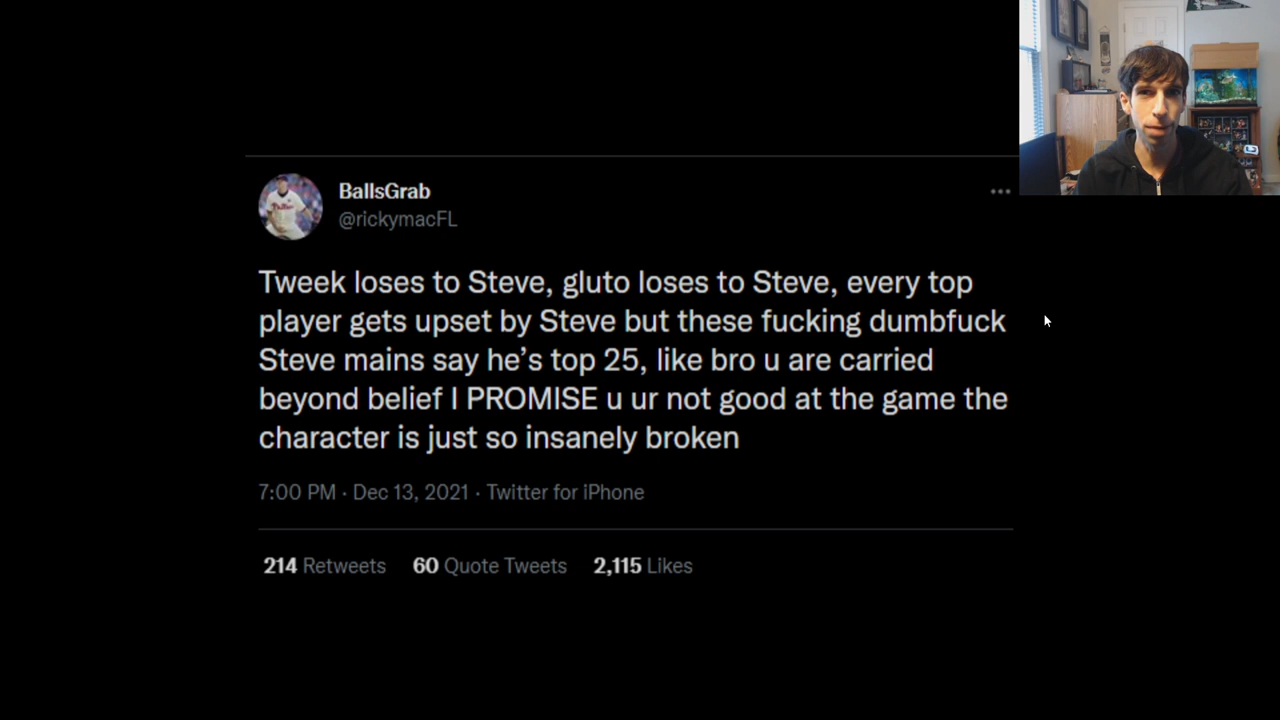 BallsGrab
@rickymacFL
Tweek loses to Steve, gluto loses to Steve, every top
player gets upset by Steve but these fucking dumbfuck
Steve mains say he’s top 25, like bro u are carried
beyond belief I PROMISE u ur not good at the game the
character is just so insanely broken
7:00 PM · Dec 13, 2021 · Twitter for iPhone
214 Retweets 60 Quote Tweets 2,115 Likes